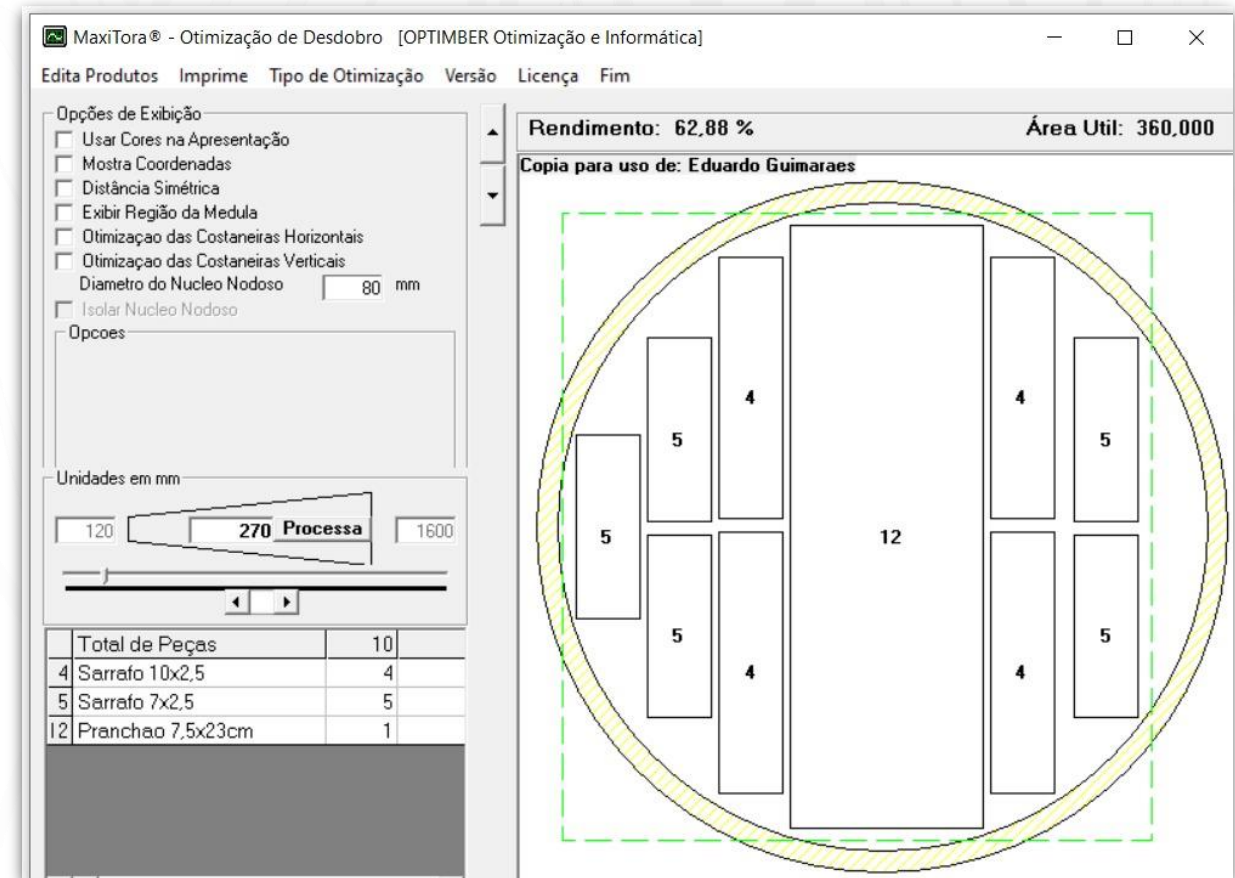 MaxiTora® - Otimização de Desdobro [OPTIMBER Otimização e Informática]
Edita Produtos Imprime Tipo de Otimização Versão Licença Fim
Opções de Exibição
Usar Cores na Apresentação
Mostra Coordenadas
Distância Simétrica
Exibir Região da Medula
Otimizaçao das Costaneiras Horizontais
Otimizaçao das Costaneiras Verticais
Diametro do Nucleo Nodoso 80 mm
Isolar Nucleo Nodoso
Opcoes
Unidades em mm
120 270 Processa 1600
Total de Peças 10
4 Sarrafo 10x2,5 4
5 Sarrafo 7x2,5 5
12 Pranchao 7,5x23cm 1
Rendimento: 62,88 % Área Util: 360,000
Copia para uso de: Eduardo Guimaraes
4 4
5 5
5 12
5 5
4 4